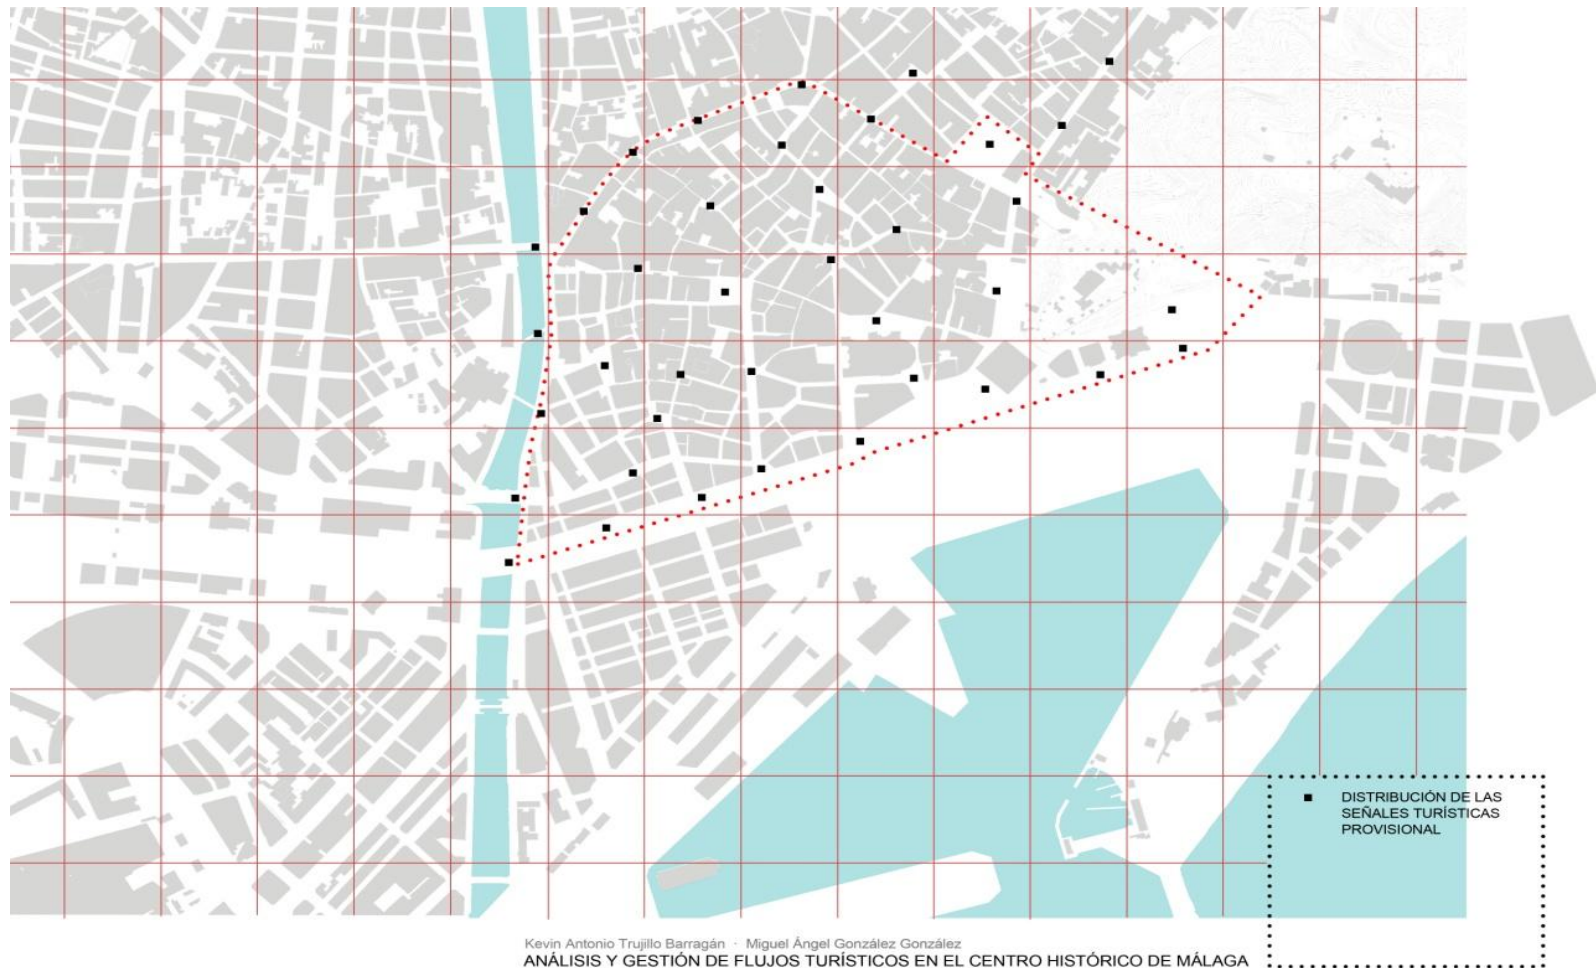 DISTRIBUCIÓN DE LAS
SEÑALES TURÍSTICAS
PROVISIONAL
Kevin Antonio Trujillo Barragán · Miguel Ángel González González
ANÁLISIS Y GESTIÓN DE FLUJOS TURÍSTICOS EN EL CENTRO HISTÓRICO DE MÁLAGA